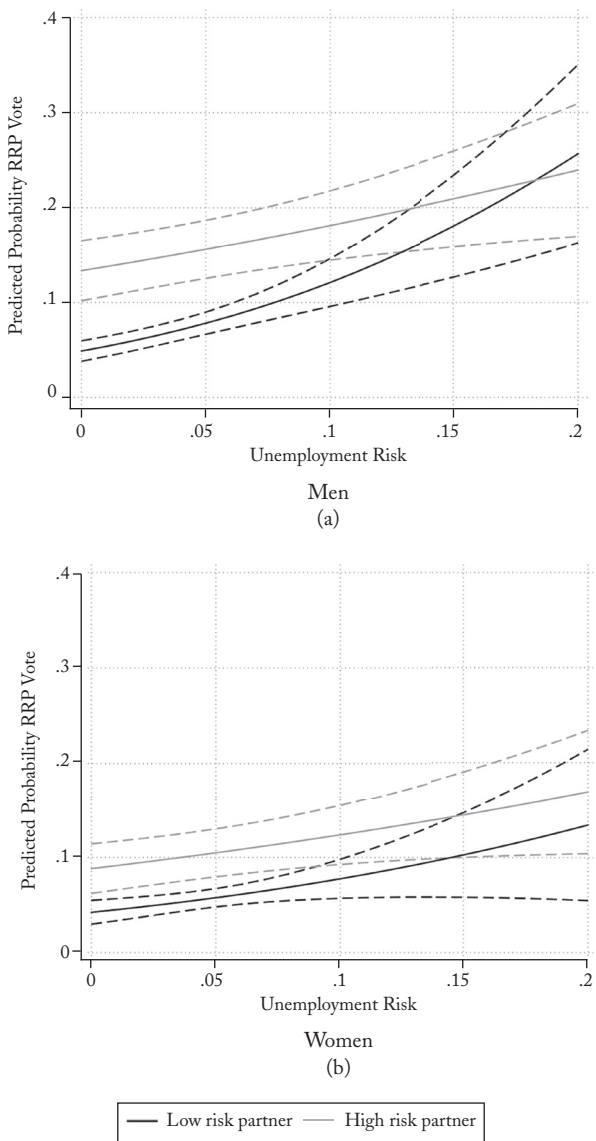 .4
.3
.2
.1
0
Predicted Probability RRP Vote
0 .05 .1 .15 .2
Unemployment Risk
Men
(a)
.4
.3
.2
.1
0
Predicted Probability RRP Vote
0 .05 .1 .15 .2
Unemployment Risk
Women
(b)
Low risk partner High risk partner